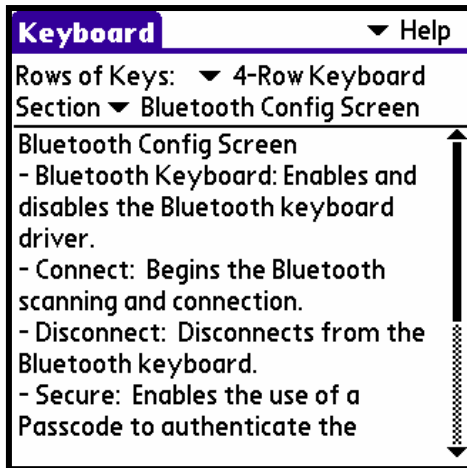 Keyboard ▼ Help
Rows of Keys: ▼ 4-Row Keyboard
Section ▼ Bluetooth Config Screen
Bluetooth Config Screen
- Bluetooth Keyboard: Enables and
disables the Bluetooth keyboard
driver.
- Connect: Begins the Bluetooth
scanning and connection.
- Disconnect: Disconnects from the
Bluetooth keyboard.
- Secure: Enables the use of a
Passcode to authenticate the